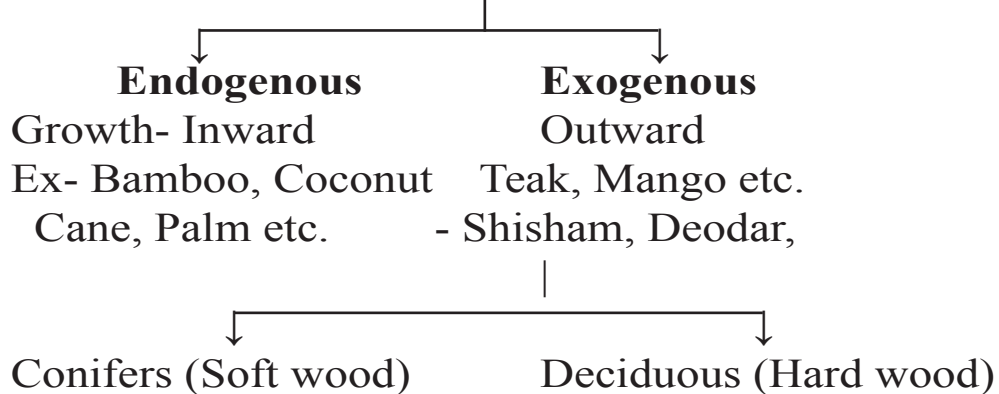 Endogenous Exogenous
Growth- Inward Outward
Ex- Bamboo, Coconut Teak, Mango etc.
Cane, Palm etc. - Shisham, Deodar,
Conifers (Soft wood) Deciduous (Hard wood)